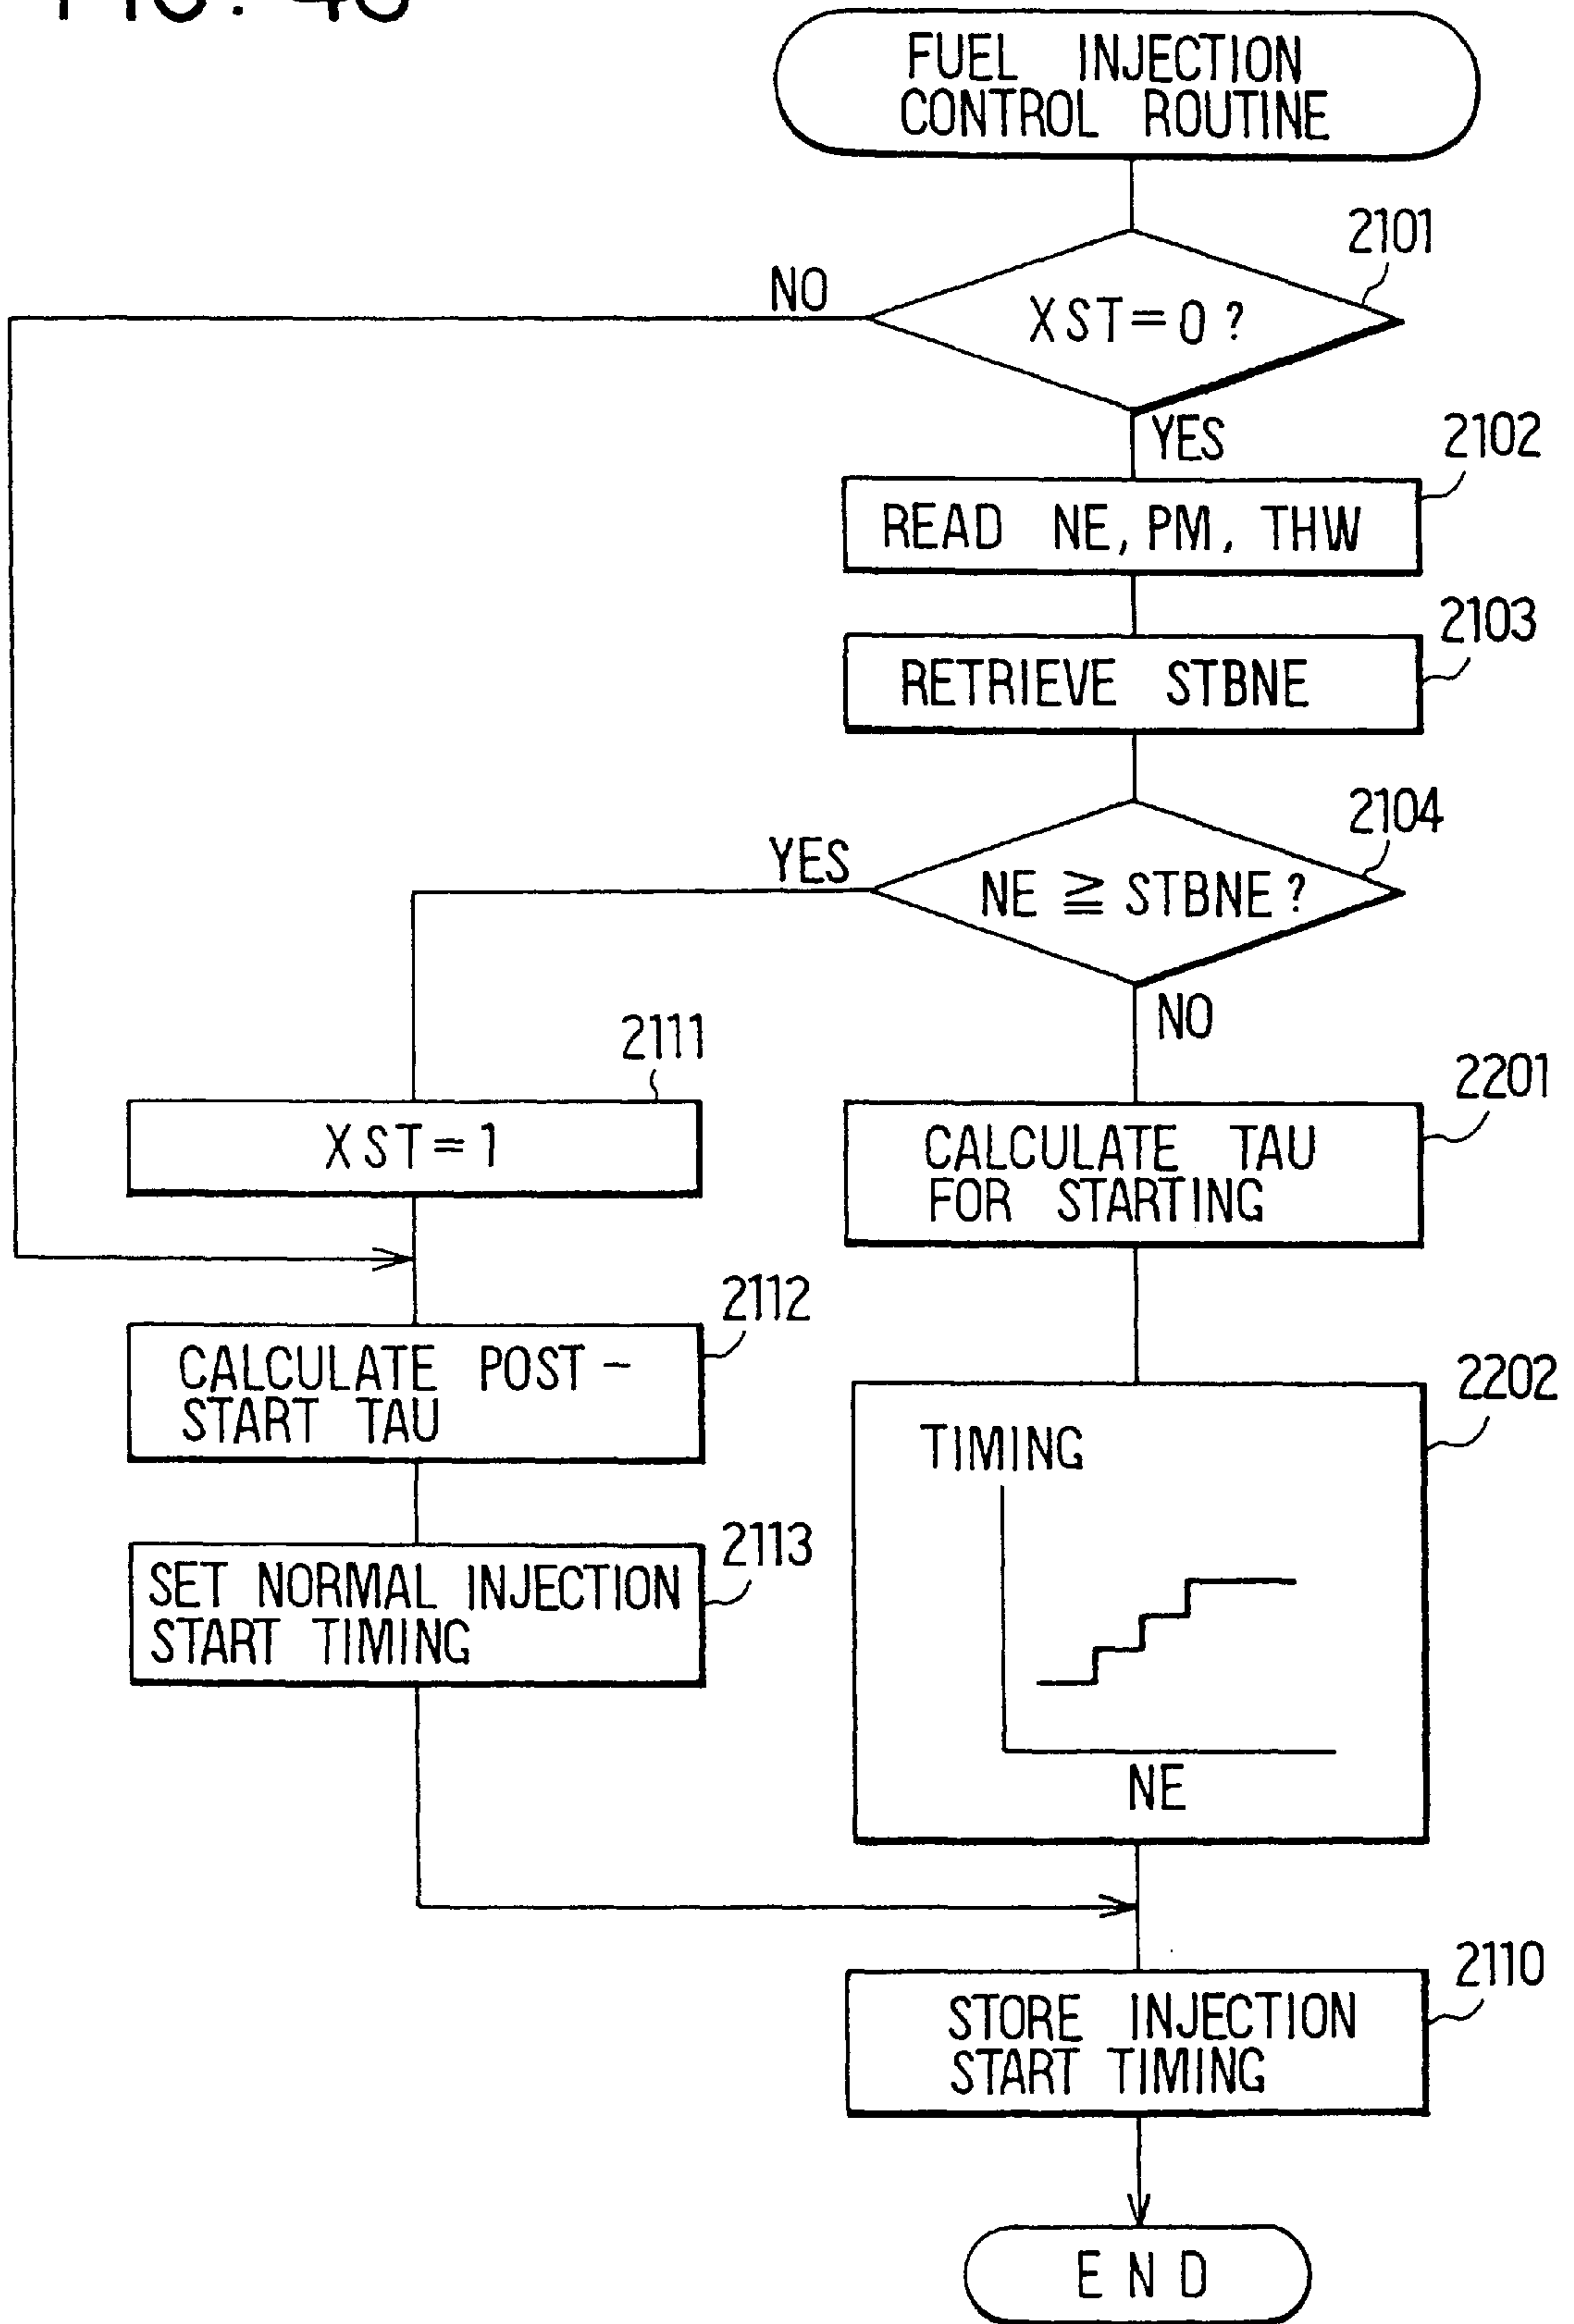 FUEL INJECTION
CONTROL ROUTINE
2101
NO
XST=0?
YES
2102
READ NE, PM, THW
2103
RETRIEVE STBNE
2104
YES
NE ≧ STBNE?
NO
2111
XST=1
2201
CALCULATE TAU
FOR STARTING
2112
CALCULATE POST-
START TAU
2202
TIMING
NE
2113
SET NORMAL INJECTION
START TIMING
2110
STORE INJECTION
START TIMING
END